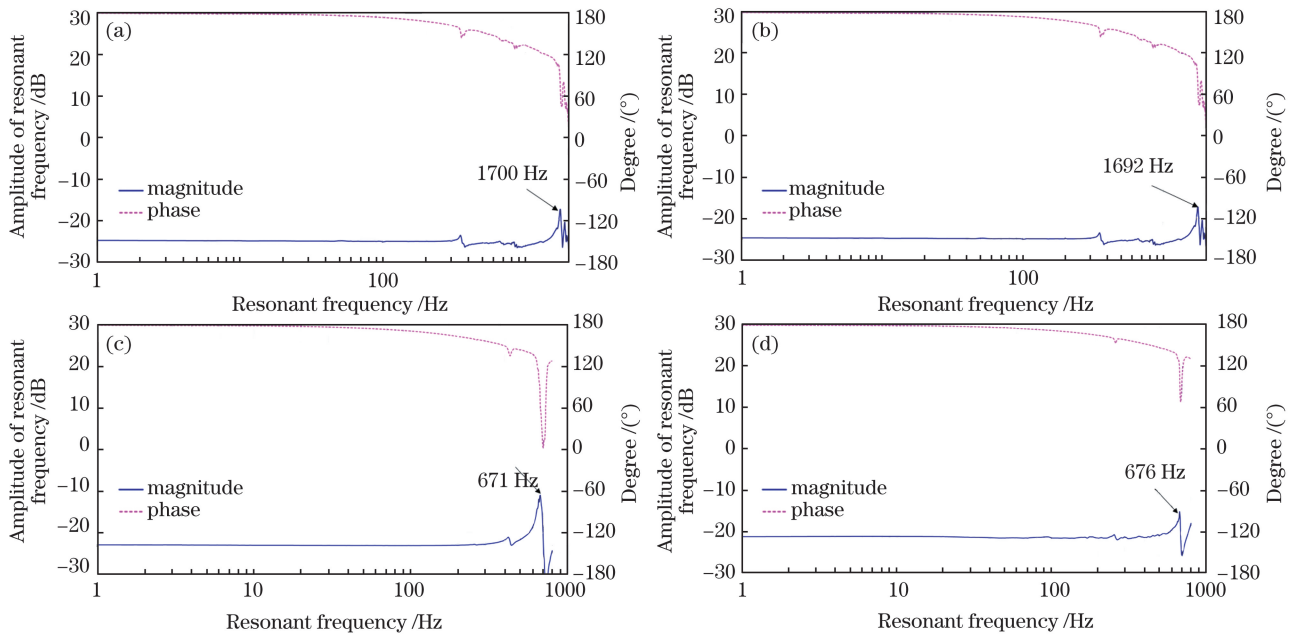 (a)
30
20
10
0
−10
−20
−30
180
120
60
0
−60
−120
−180
Amplitude of resonant
frequency /dB
Degree /(°)
1700 Hz
magnitude
phase
1
100
Resonant frequency /Hz
(b)
30
20
10
0
−10
−20
−30
180
120
60
0
−60
−120
−180
Amplitude of resonant
frequency /dB
Degree /(°)
1692 Hz
magnitude
phase
1
100
Resonant frequency /Hz
(c)
30
20
10
0
−10
−20
−30
180
120
60
0
−60
−120
−180
Amplitude of resonant
frequency /dB
Degree /(°)
671 Hz
magnitude
phase
1
10
100
1000
Resonant frequency /Hz
(d)
30
20
10
0
−10
−20
−30
180
120
60
0
−60
−120
−180
Amplitude of resonant
frequency /dB
Degree /(°)
676 Hz
magnitude
phase
1
10
100
1000
Resonant frequency /Hz